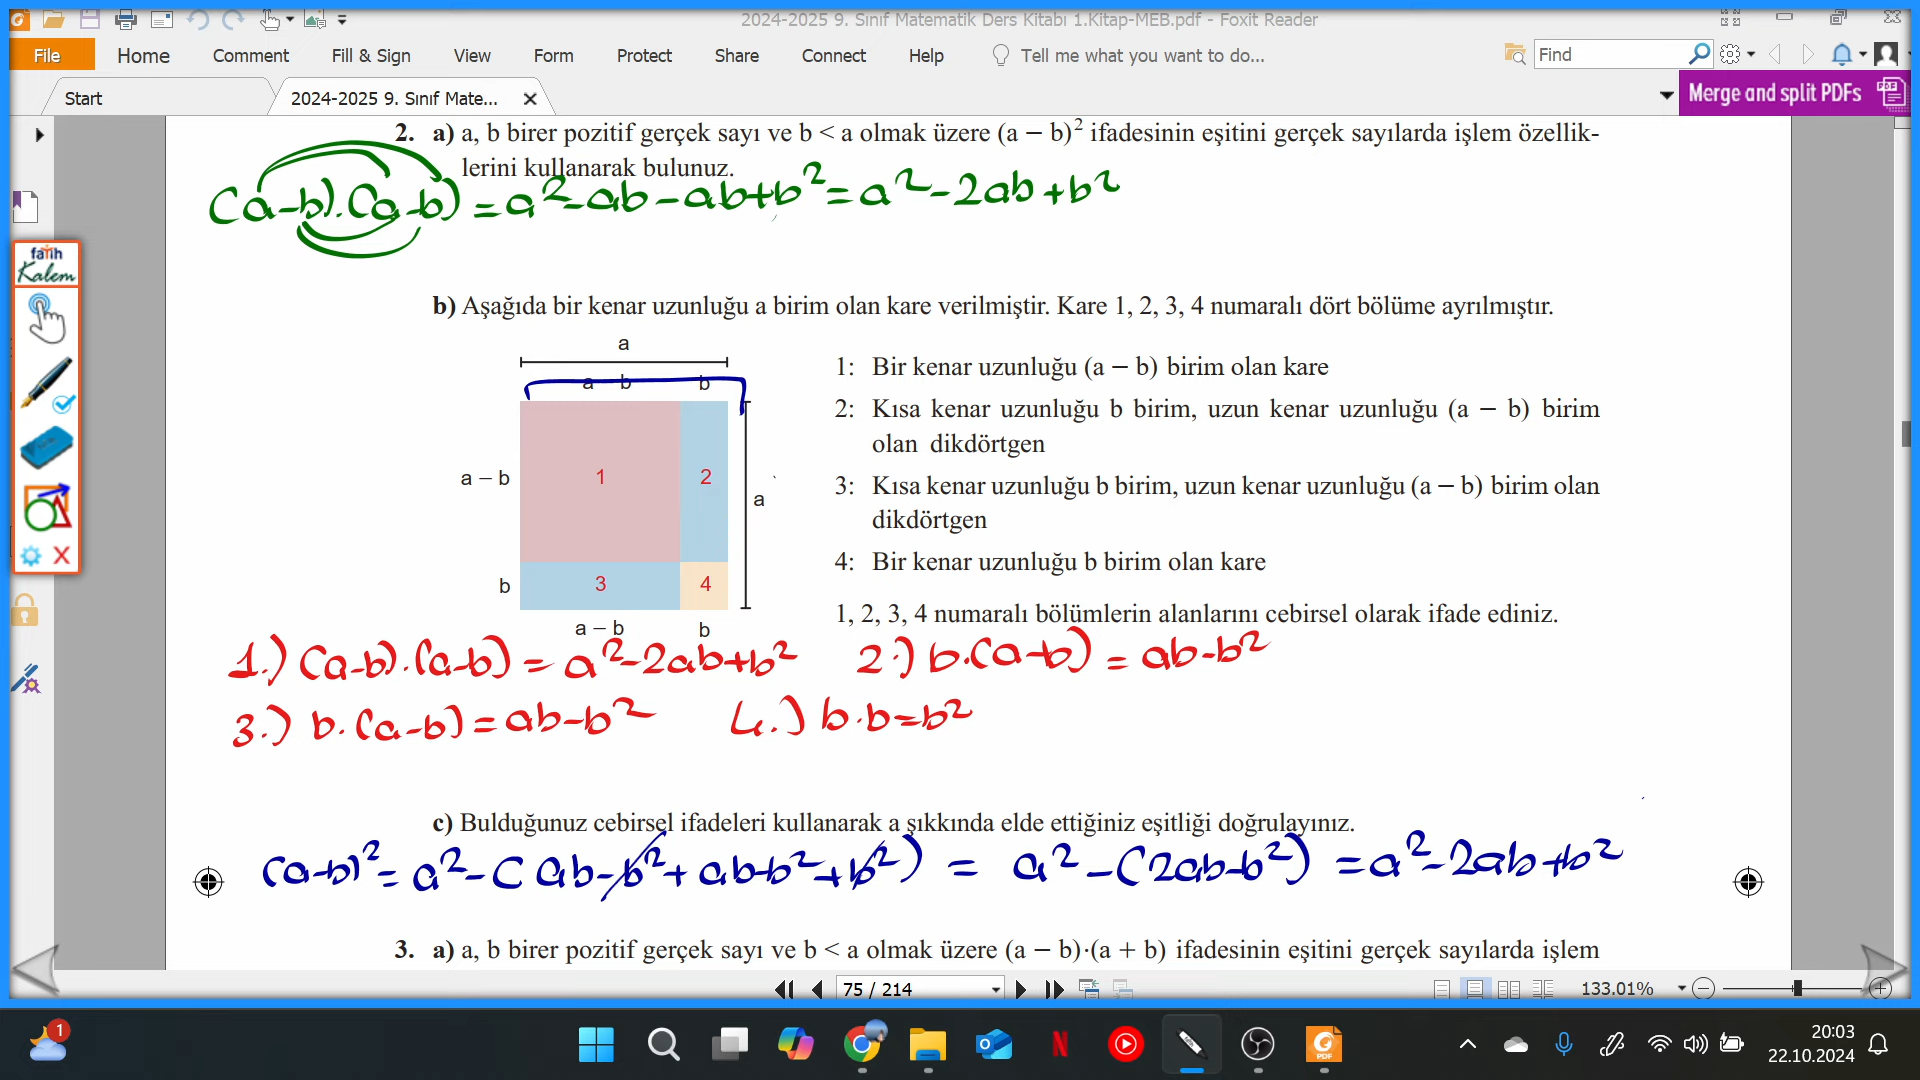 2024-2025 9. Sınıf Matematik Ders Kitabı 1.Kitap-MEB.pdf - Foxit Reader
File Home Comment Fill & Sign View Form Protect Share Connect Help Tell me what you want to do... Find
Start 2024-2025 9. Sınıf Mate... Merge and split PDFs
2. a) a, b birer pozitif gerçek sayı ve b < a olmak üzere (a − b)² ifadesinin eşitini gerçek sayılarda işlem özellik-
lerini kullanarak bulunuz.
(a-b).(a-b) = a²-ab-ab+b² = a²-2ab+b²
fatih
Kalem
b) Aşağıda bir kenar uzunluğu a birim olan kare verilmiştir. Kare 1, 2, 3, 4 numaralı dört bölüme ayrılmıştır.
a
a − b b
a − b 1 2 a
b 3 4
a − b b
1: Bir kenar uzunluğu (a − b) birim olan kare
2: Kısa kenar uzunluğu b birim, uzun kenar uzunluğu (a − b) birim
olan dikdörtgen
3: Kısa kenar uzunluğu b birim, uzun kenar uzunluğu (a − b) birim olan
dikdörtgen
4: Bir kenar uzunluğu b birim olan kare
1, 2, 3, 4 numaralı bölümlerin alanlarını cebirsel olarak ifade ediniz.
1.) (a-b).(a-b) = a²-2ab+b² 2.) b.(a-b) = ab-b²
3.) b.(a-b) = ab-b² 4.) b.b=b²
c) Bulduğunuz cebirsel ifadeleri kullanarak a şıkkında elde ettiğiniz eşitliği doğrulayınız.
(a-b)² = a²-(ab-b²+ab-b²+b²) = a²-(2ab-b²) = a²-2ab+b²
3. a) a, b birer pozitif gerçek sayı ve b < a olmak üzere (a − b)·(a + b) ifadesinin eşitini gerçek sayılarda işlem
75 / 214 133.01%
1
20:03
22.10.2024